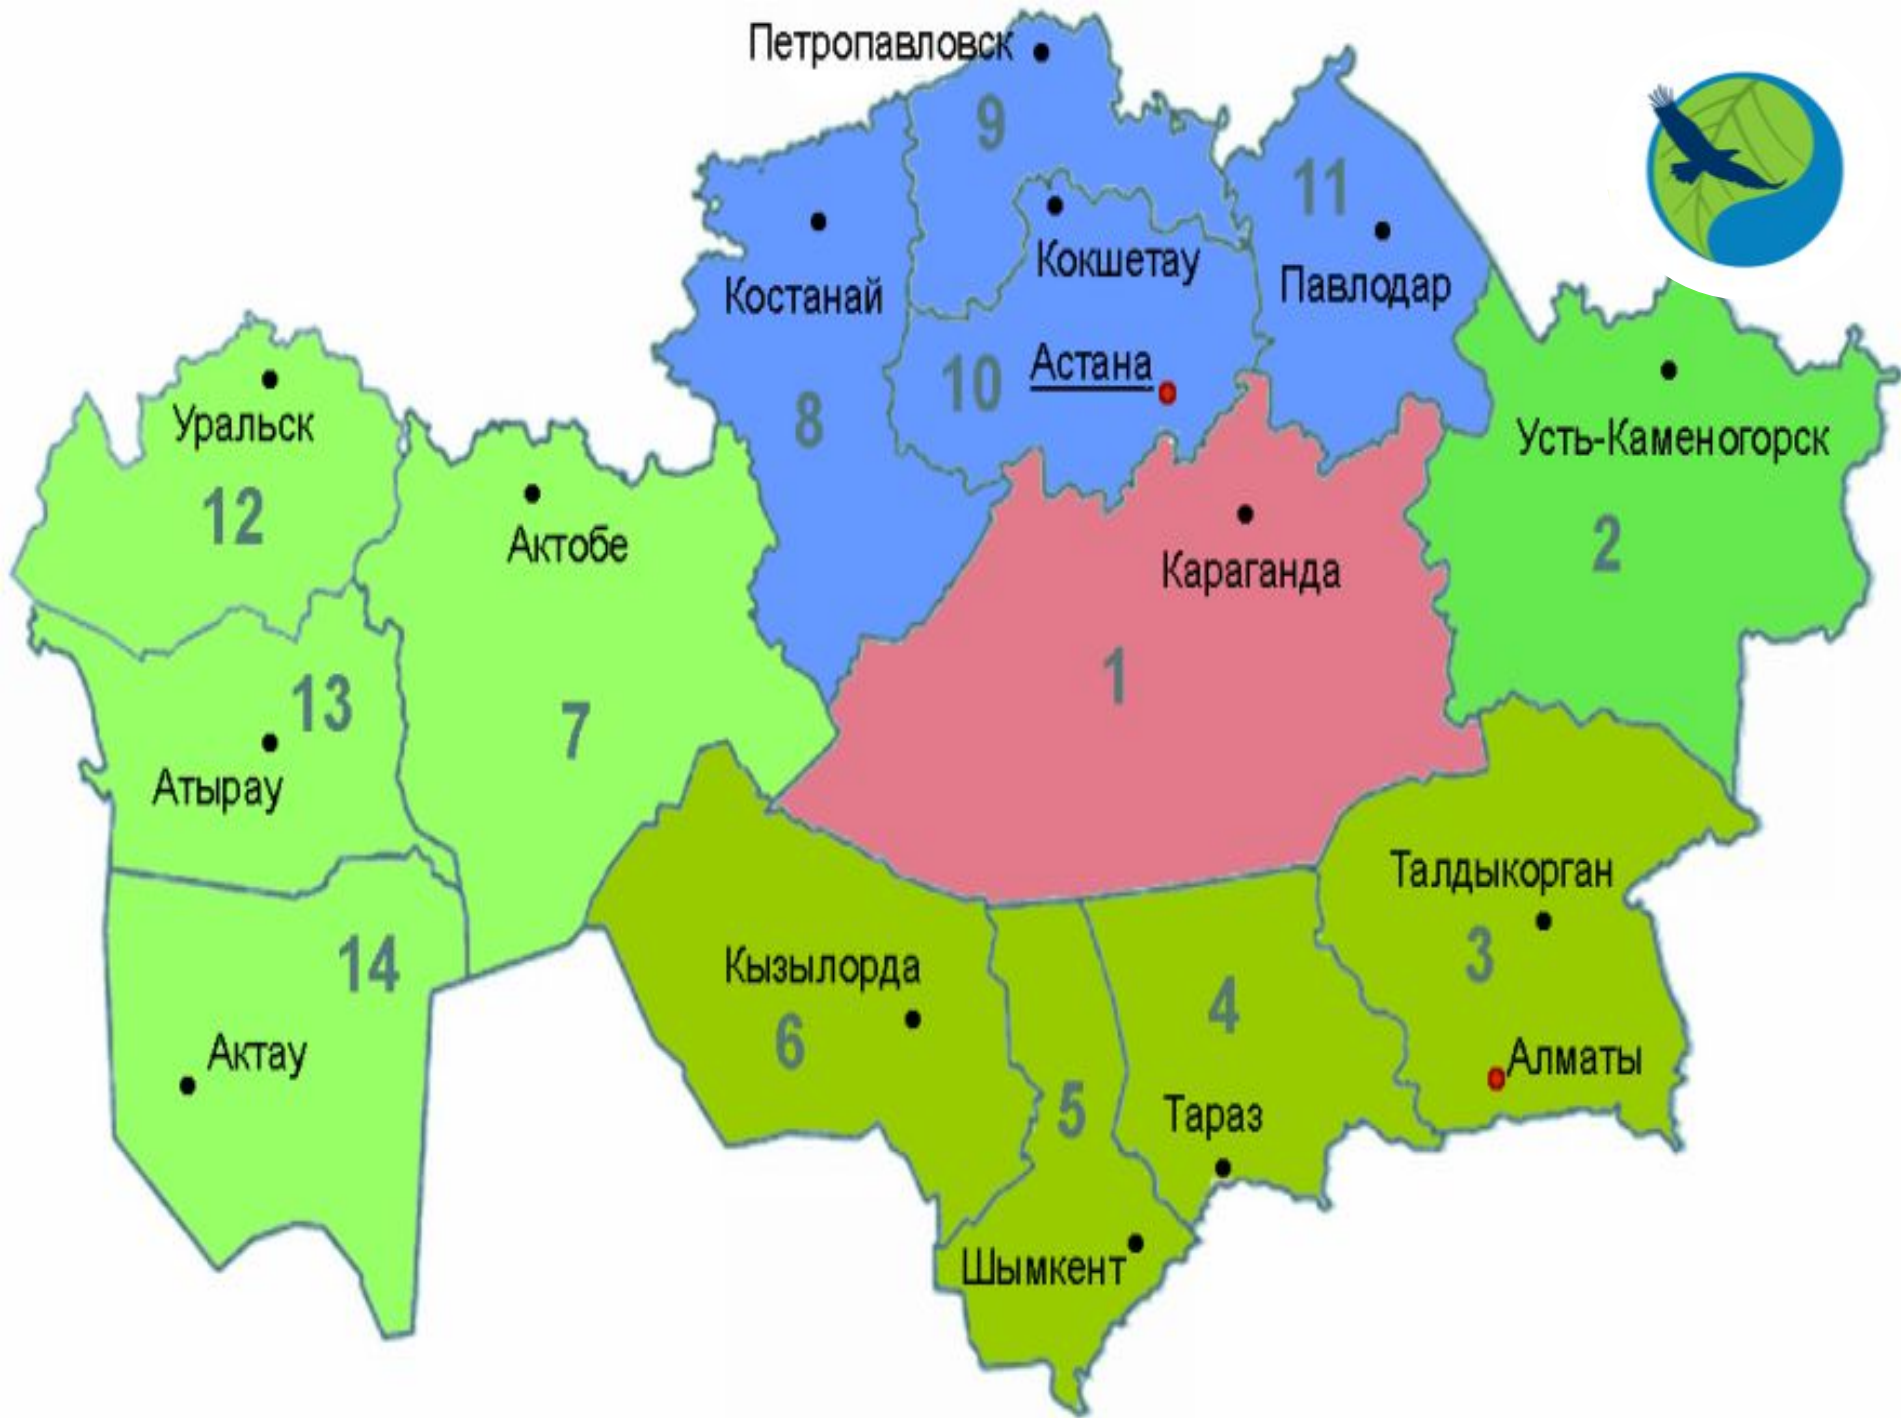 Петропавловск
9
11
Кокшетау
Костанай
Павлодар
Астана
10
8
Уральск
Усть-Каменогорск
12
Актобе
Караганда
2
1
13
7
Атырау
Талдыкорган
3
14
Кызылорда
4
6
Актау
Алматы
5
Тараз
Шымкент